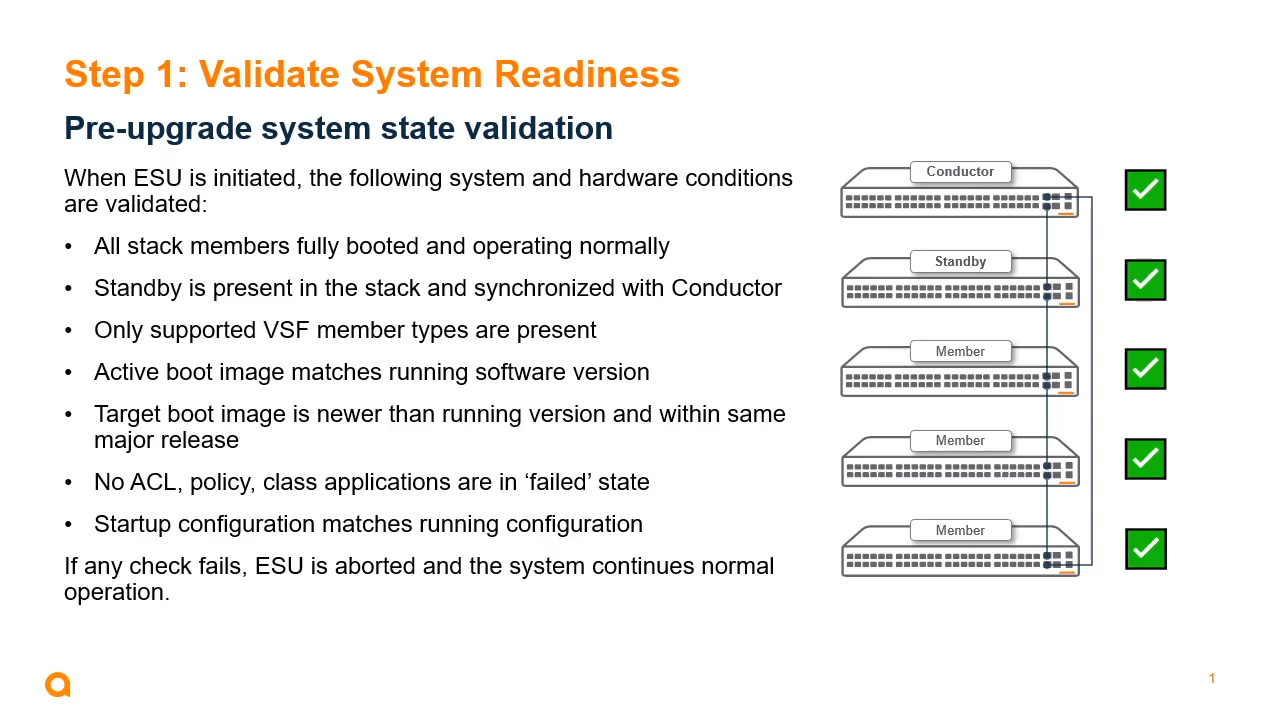 Step 1: Validate System Readiness
Pre-upgrade system state validation
When ESU is initiated, the following system and hardware conditions
are validated:
• All stack members fully booted and operating normally
• Standby is present in the stack and synchronized with Conductor
• Only supported VSF member types are present
• Active boot image matches running software version
• Target boot image is newer than running version and within same
major release
• No ACL, policy, class applications are in ‘failed’ state
• Startup configuration matches running configuration
If any check fails, ESU is aborted and the system continues normal
operation.
Conductor
Standby
Member
Member
Member
1